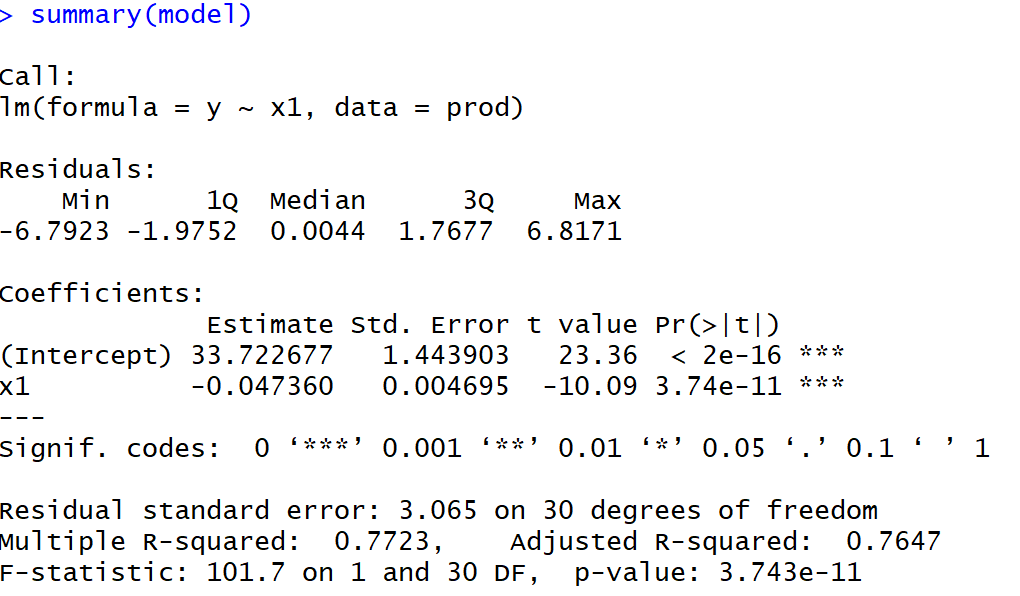 > summary(model)
Call:
lm(formula = y ~ x1, data = prod)
Residuals:
    Min      1Q  Median      3Q     Max
-6.7923 -1.9752  0.0044  1.7677  6.8171
Coefficients:
             Estimate Std. Error t value Pr(>|t|)
(Intercept) 33.722677   1.443903   23.36  < 2e-16 ***
x1          -0.047360   0.004695  -10.09 3.74e-11 ***
---
Signif. codes:  0 ‘***’ 0.001 ‘**’ 0.01 ‘*’ 0.05 ‘.’ 0.1 ‘ ’ 1
Residual standard error: 3.065 on 30 degrees of freedom
Multiple R-squared:  0.7723,    Adjusted R-squared:  0.7647
F-statistic: 101.7 on 1 and 30 DF,  p-value: 3.743e-11